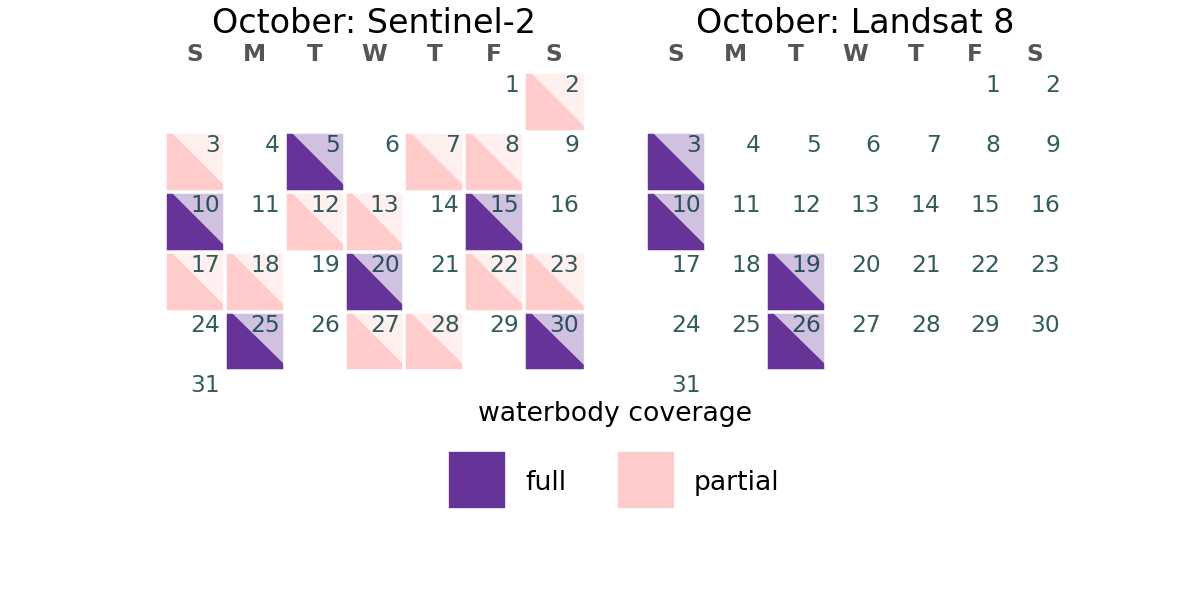 October: Sentinel-2
S M T W T F S
1 2
3 4 5 6 7 8 9
10 11 12 13 14 15 16
17 18 19 20 21 22 23
24 25 26 27 28 29 30
31
October: Landsat 8
S M T W T F S
1 2
3 4 5 6 7 8 9
10 11 12 13 14 15 16
17 18 19 20 21 22 23
24 25 26 27 28 29 30
31
waterbody coverage
full
partial